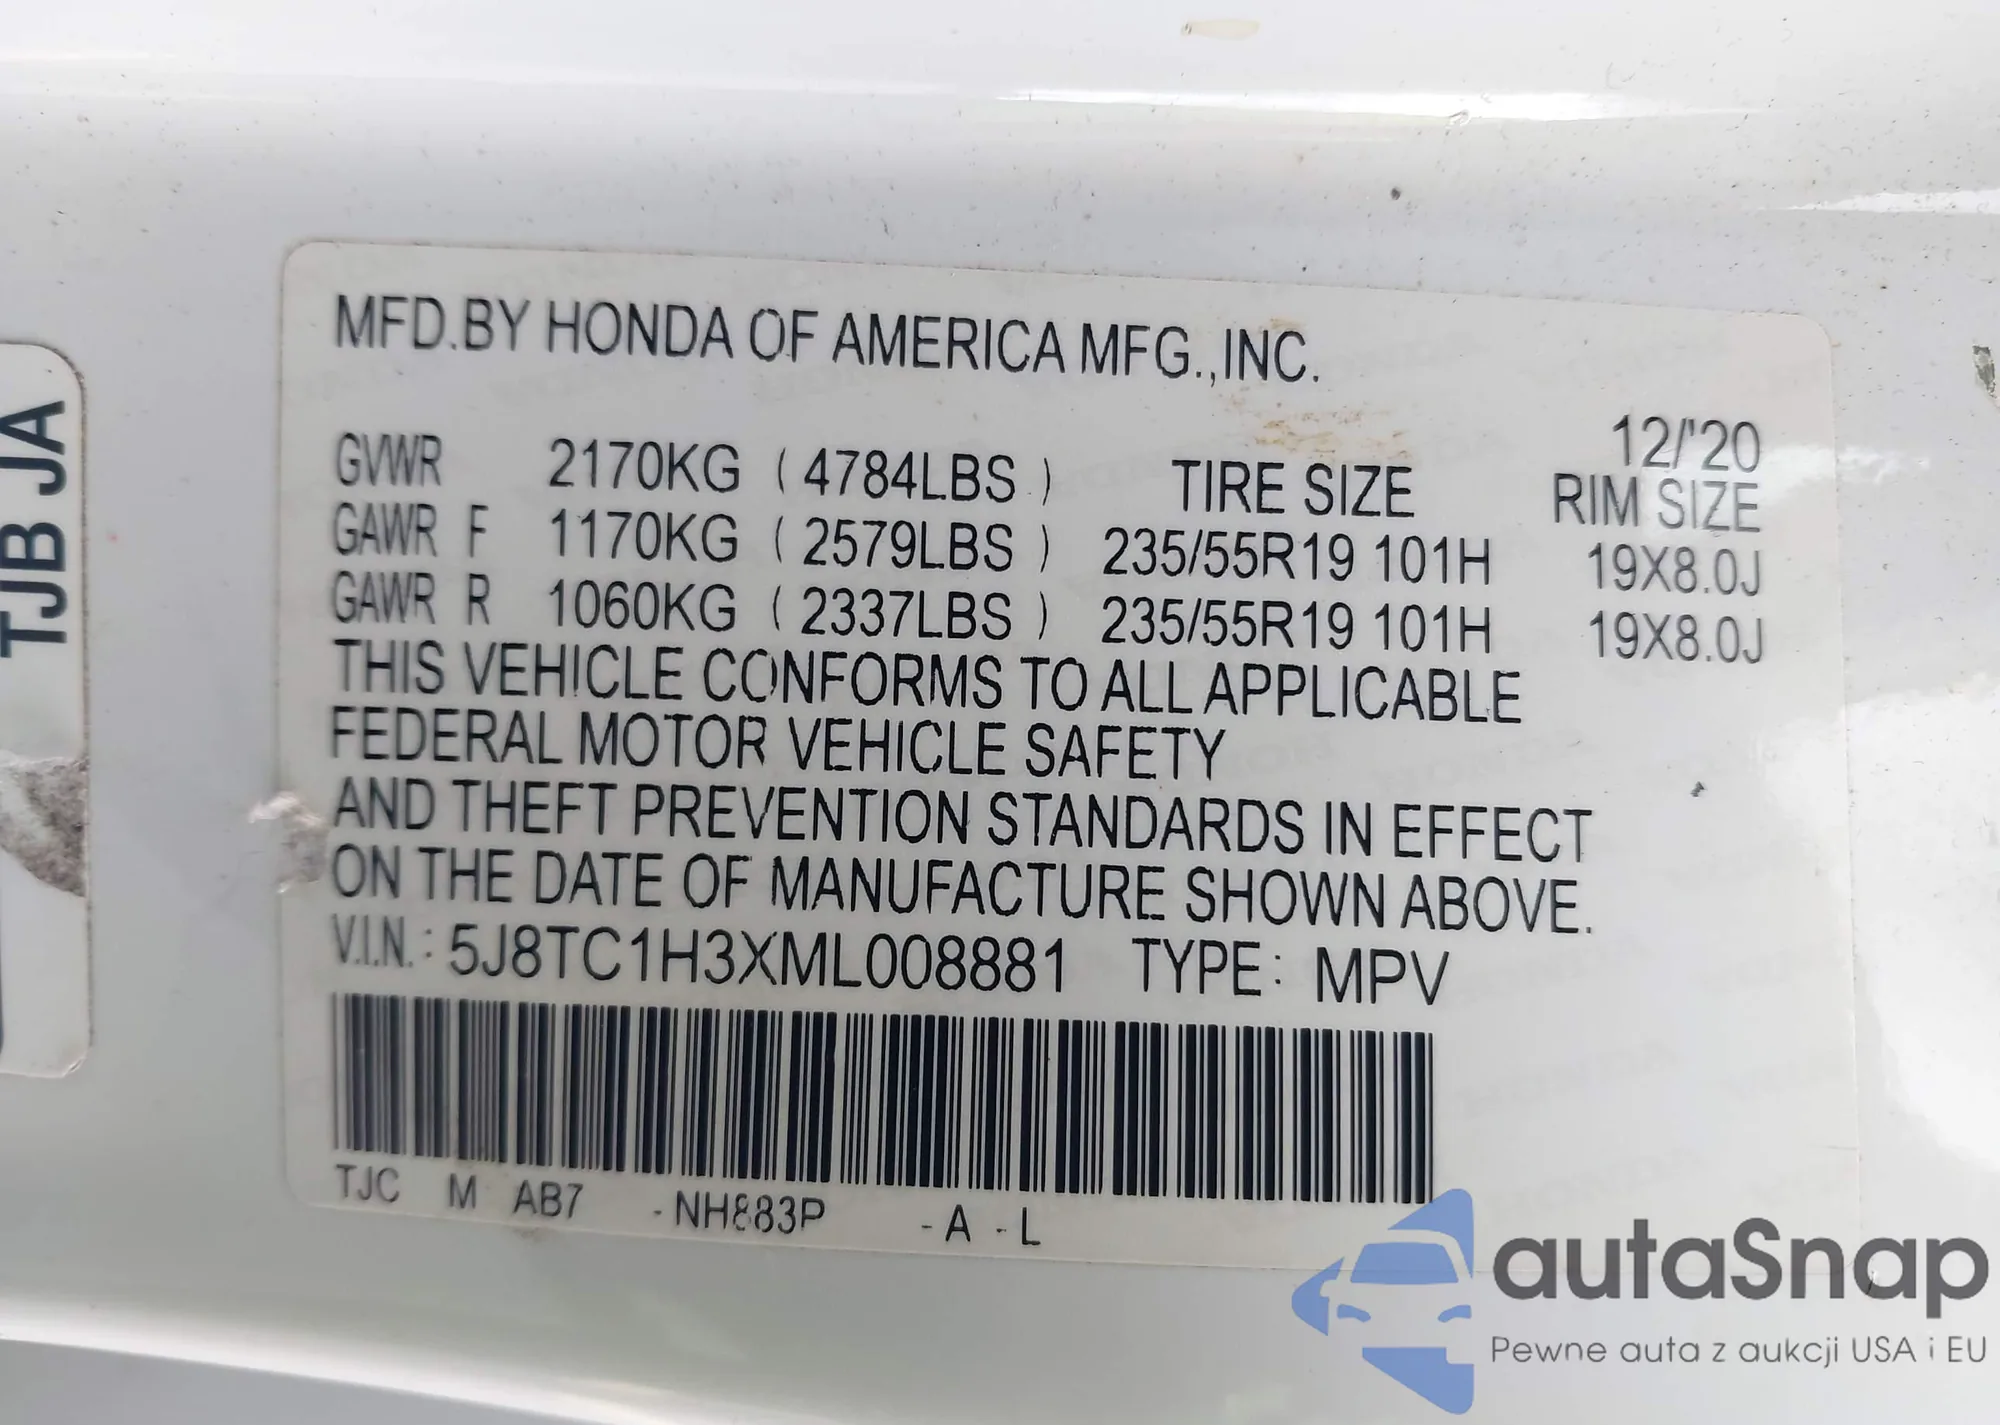 MFD.BY HONDA OF AMERICA MFG.,INC.
12/'20
GVWR 2170KG (4784LBS) TIRE SIZE RIM SIZE
GAWR F 1170KG (2579LBS) 235/55R19 101H 19X8.0J
GAWR R 1060KG (2337LBS) 235/55R19 101H 19X8.0J
THIS VEHICLE CONFORMS TO ALL APPLICABLE
FEDERAL MOTOR VEHICLE SAFETY
AND THEFT PREVENTION STANDARDS IN EFFECT
ON THE DATE OF MANUFACTURE SHOWN ABOVE.
V.I.N.: 5J8TC1H3XML008881 TYPE: MPV
TJC M AB7 -NH883P -A -L
TJB JA
autaSnap
Pewne auta z aukcji USA i EU